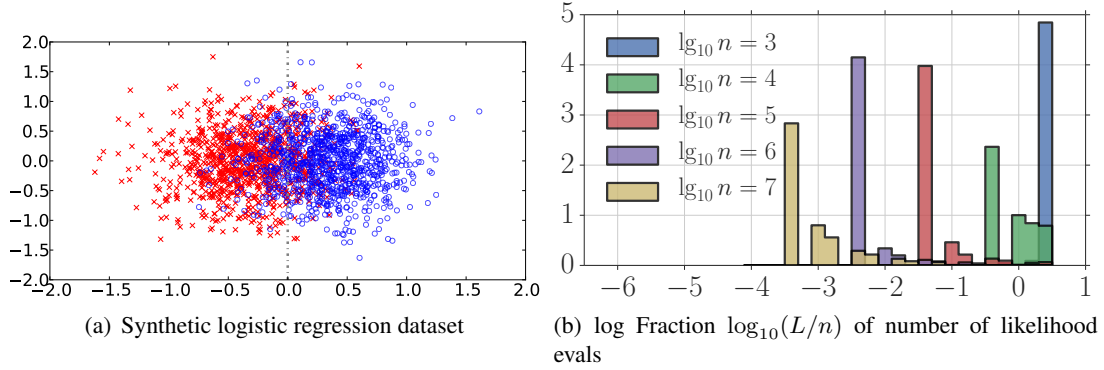 2.0
1.5
1.0
0.5
0.0
−0.5
−1.0
−1.5
−2.0
−2.0 −1.5 −1.0 −0.5 0.0 0.5 1.0 1.5 2.0
(a) Synthetic logistic regression dataset
5
4
3
2
1
0
lg₁₀ n = 3
lg₁₀ n = 4
lg₁₀ n = 5
lg₁₀ n = 6
lg₁₀ n = 7
−6 −5 −4 −3 −2 −1 0 1
(b) log Fraction log₁₀(L/n) of number of likelihood
evals